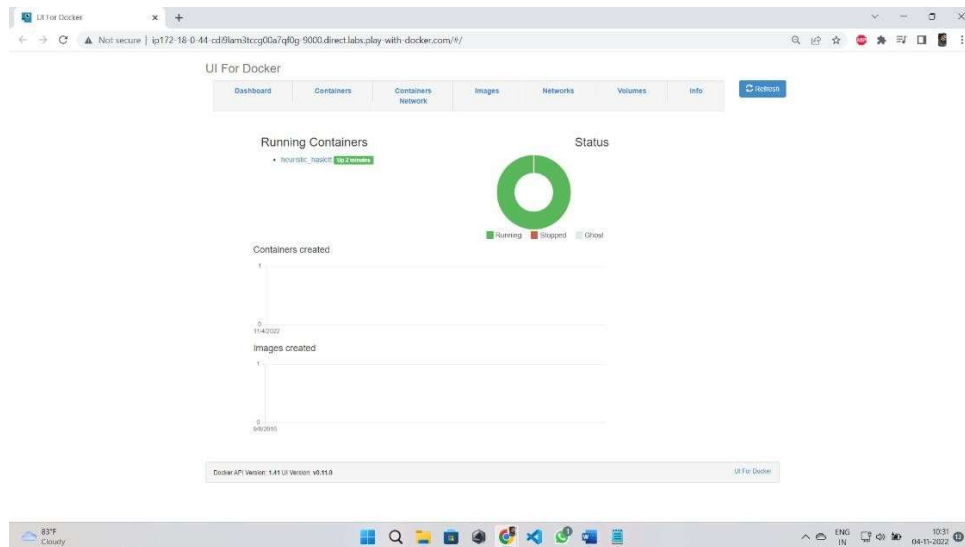 UI For Docker
Not secure | ip172-18-0-44-cdi9lam3tccg00a7qf0g-9000.direct.labs.play-with-docker.com/#/
UI For Docker
Dashboard Containers Containers Network Images Networks Volumes Info Refresh
Running Containers
Up 2 minutes
Status
Running Stopped Ghost
Containers created
1
0
11/4/2022
Images created
1
0
Docker API Version: 1.41 UI Version: v0.11.0 UI For Docker
83°F
Cloudy
ENG
IN
10:31
04-11-2022